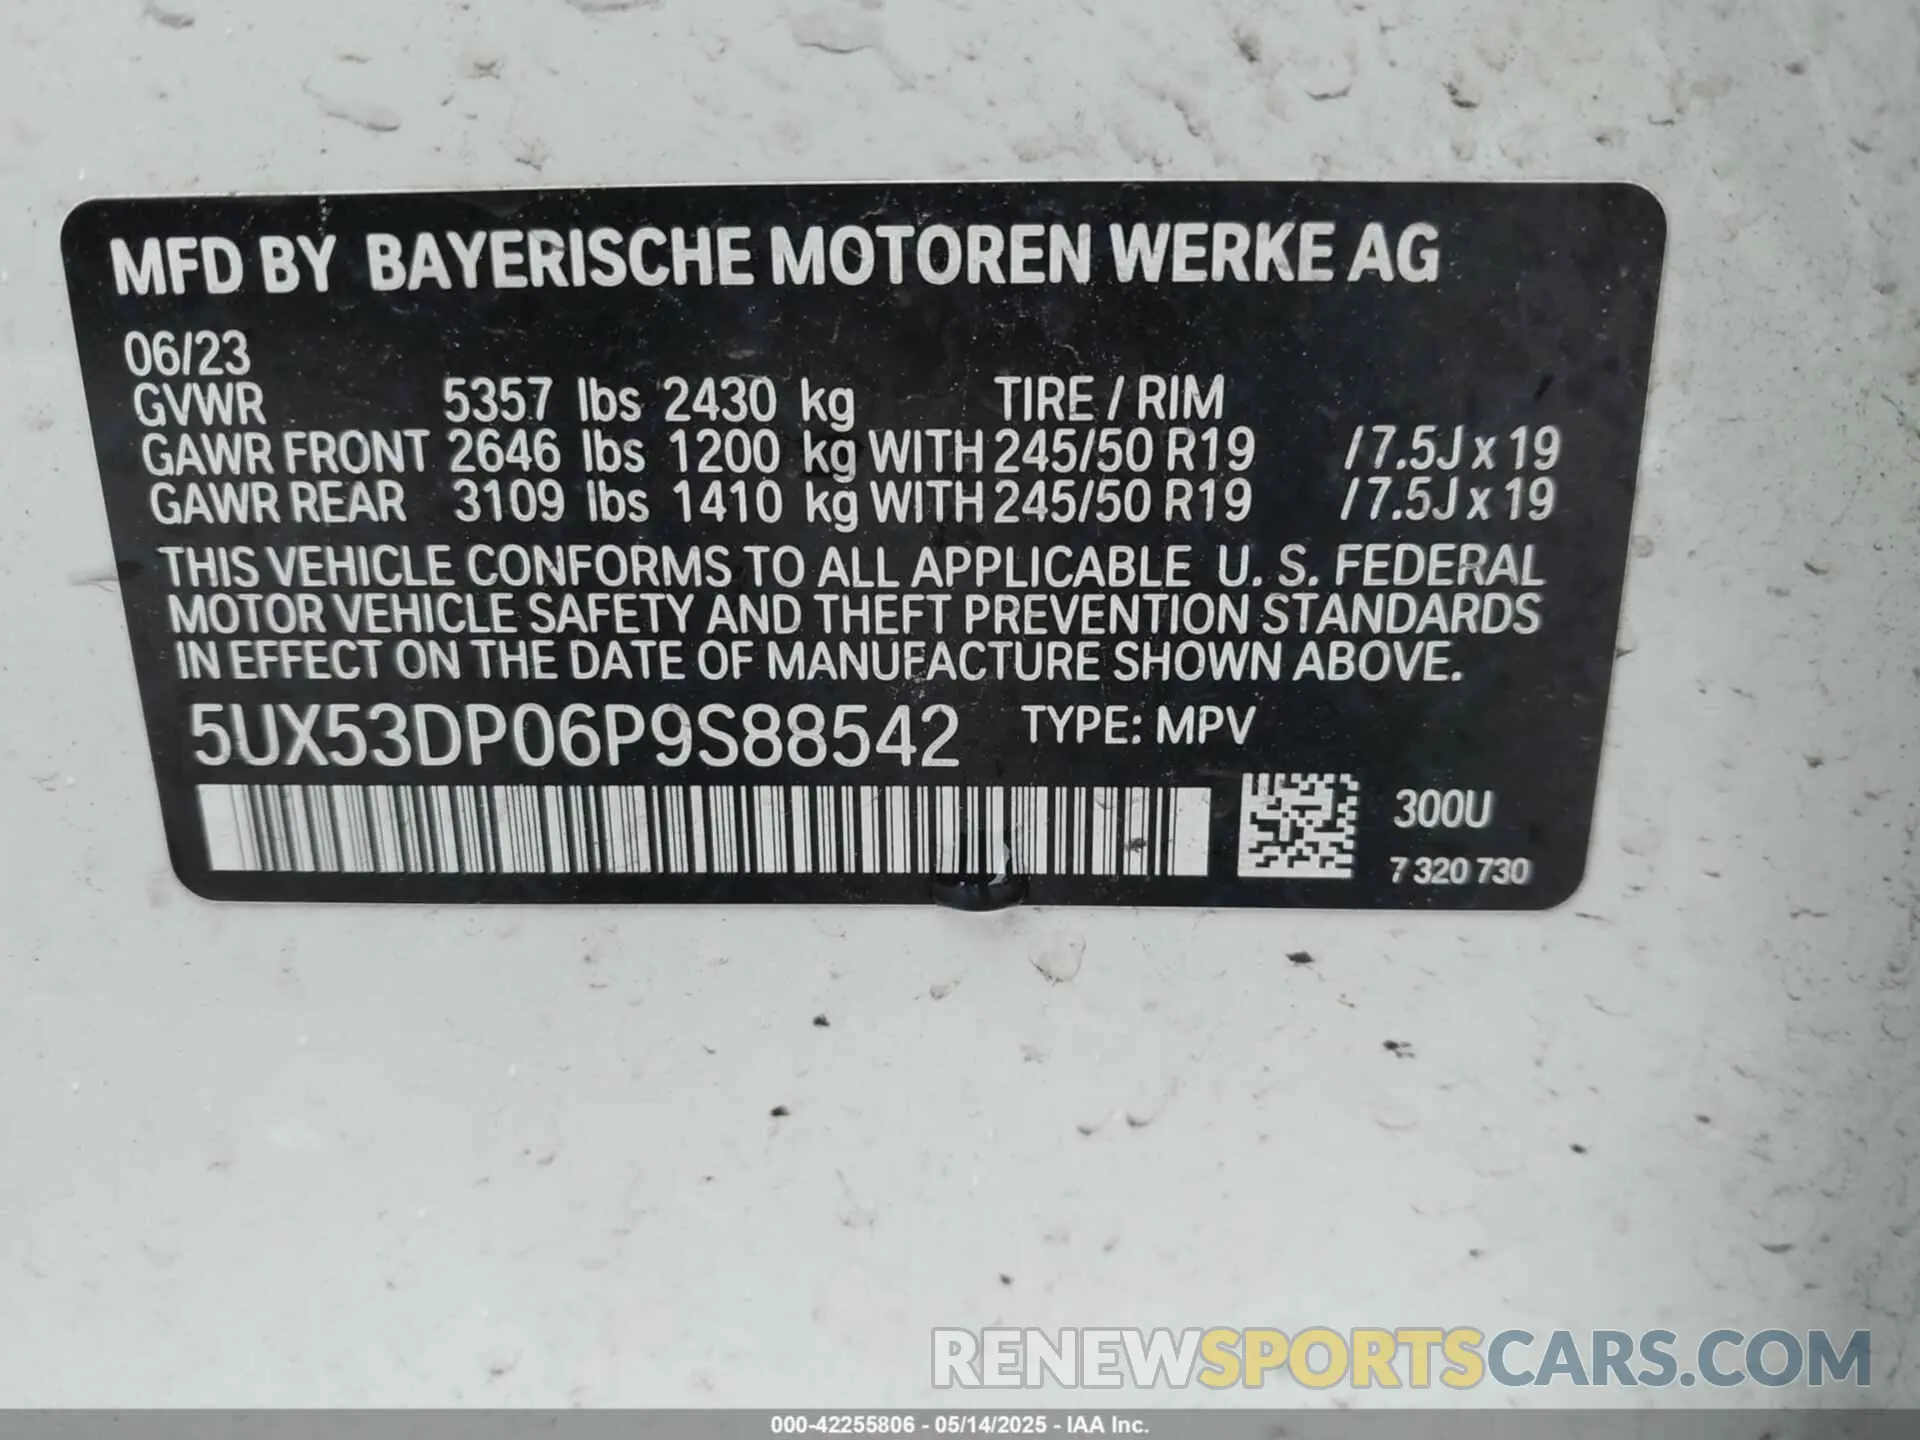 MFD BY BAYERISCHE MOTOREN WERKE AG
06/23
GVWR 5357 lbs 2430 kg TIRE / RIM
GAWR FRONT 2646 lbs 1200 kg WITH 245/50 R19 /7.5J x 19
GAWR REAR 3109 lbs 1410 kg WITH 245/50 R19 /7.5J x 19
THIS VEHICLE CONFORMS TO ALL APPLICABLE U. S. FEDERAL
MOTOR VEHICLE SAFETY AND THEFT PREVENTION STANDARDS
IN EFFECT ON THE DATE OF MANUFACTURE SHOWN ABOVE.
5UX53DP06P9S88542 TYPE: MPV
300U
7 320 730
RENEWSPORTSCARS.COM
000-42255806 - 05/14/2025 - IAA Inc.